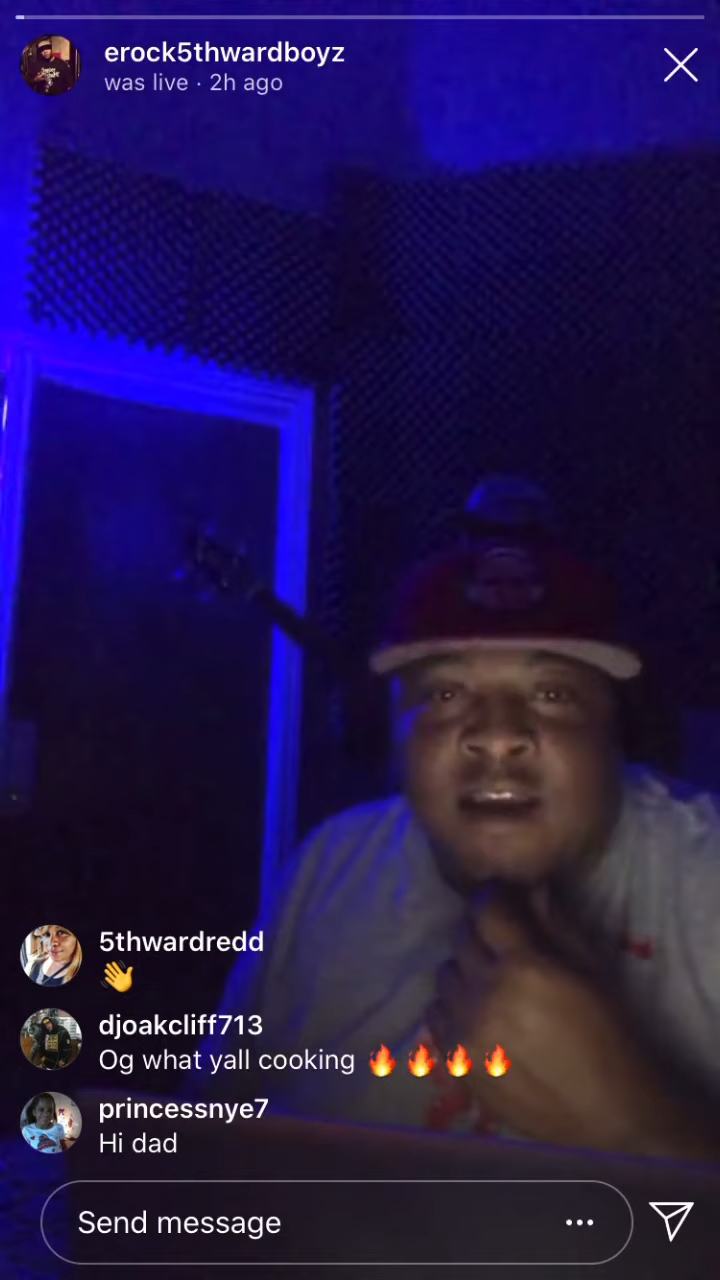 erock5thwardboyz
was live · 2h ago
5thwardredd
👋
djoakcliff713
Og what yall cooking 🔥 🔥 🔥 🔥
princessnye7
Hi dad
Send message